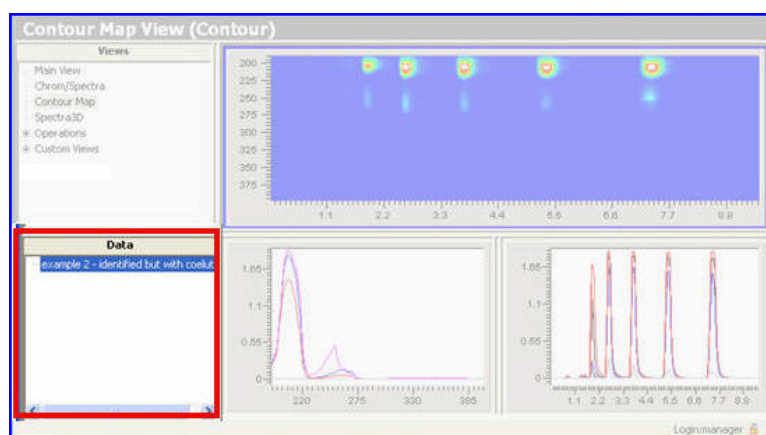 Contour Map View (Contour)
Views
Main View
Chrom/Spectra
Contour Map
Spectra3D
Operations
Custom Views
200
225
250
275
300
325
350
375
1.1
2.2
3.3
4.4
5.5
6.6
7.7
8.8
Data
example 2 - identified but with coelut
1.65
1.1
0.55
0
220
275
330
385
1.65
1.1
0.55
0
1.1 2.2 3.3 4.4 5.5 6.6 7.7 8.8
Login:manager